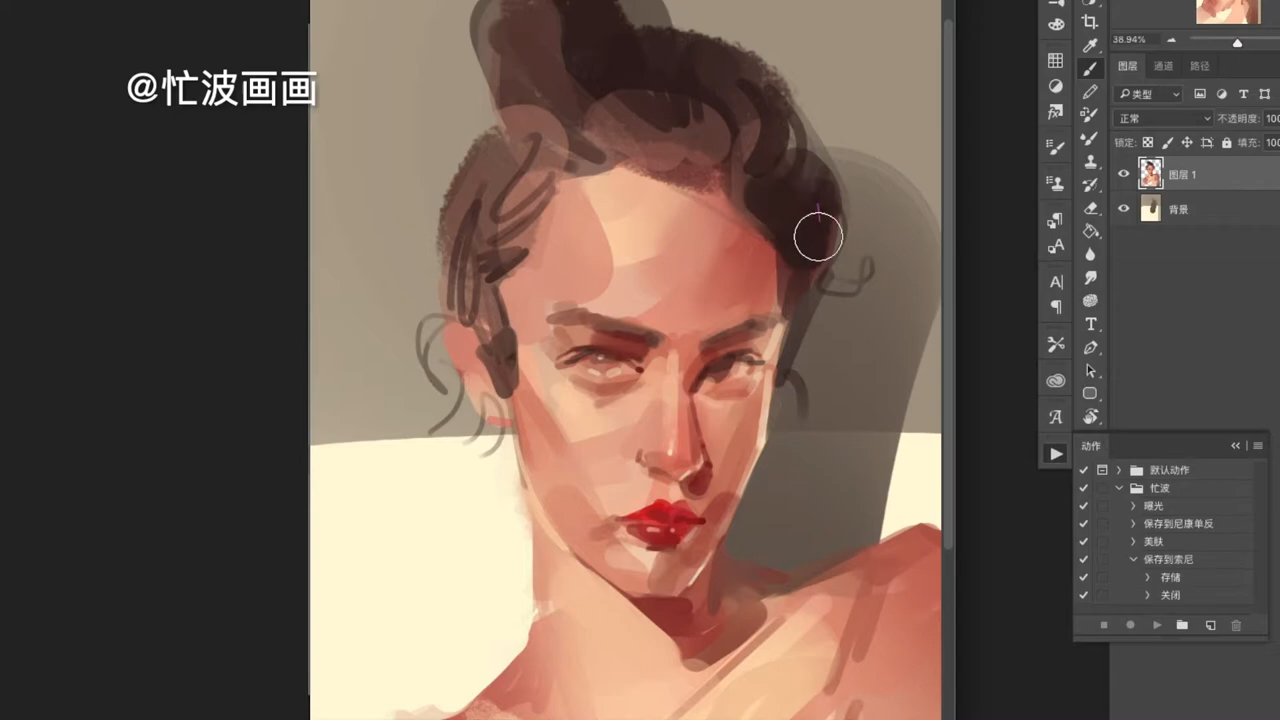 @忙波画画
38.94%
图层 通道 路径
类型
正常 不透明度: 100
锁定: 填充: 100
图层 1
背景
动作
默认动作
忙波
曝光
保存到尼康单反
美肤
保存到索尼
存储
关闭